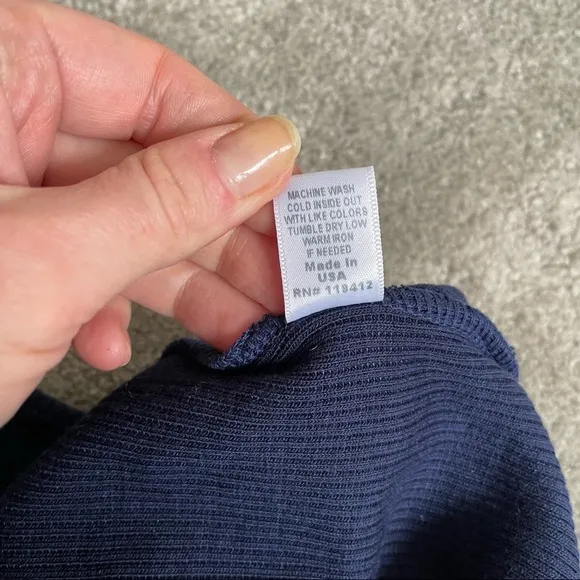 MACHINE WASH
COLD INSIDE OUT
WITH LIKE COLORS
TUMBLE DRY LOW
WARM IRON
IF NEEDED
Made In
USA
RN# 119412